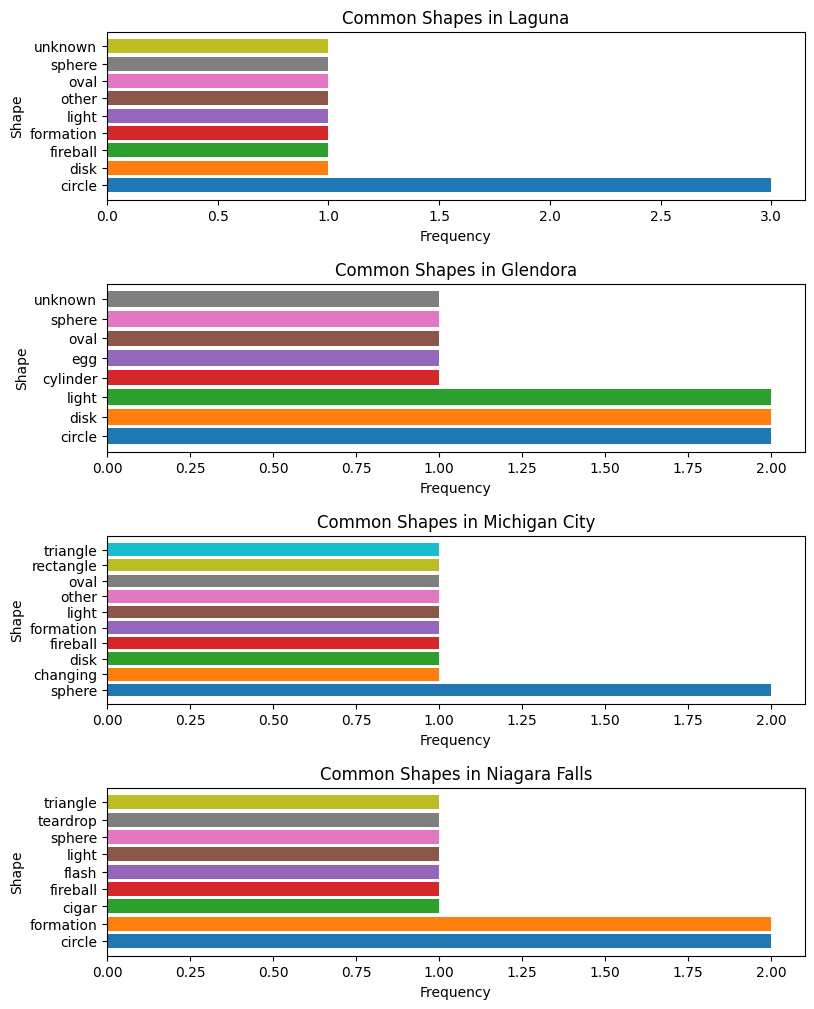 Common Shapes in Laguna
unknown
sphere
oval
other
light
formation
fireball
disk
circle
Shape
0.0 0.5 1.0 1.5 2.0 2.5 3.0
Frequency
Common Shapes in Glendora
unknown
sphere
oval
egg
cylinder
light
disk
circle
Shape
0.00 0.25 0.50 0.75 1.00 1.25 1.50 1.75 2.00
Frequency
Common Shapes in Michigan City
triangle
rectangle
oval
other
light
formation
fireball
disk
changing
sphere
Shape
0.00 0.25 0.50 0.75 1.00 1.25 1.50 1.75 2.00
Frequency
Common Shapes in Niagara Falls
triangle
teardrop
sphere
light
flash
fireball
cigar
formation
circle
Shape
0.00 0.25 0.50 0.75 1.00 1.25 1.50 1.75 2.00
Frequency